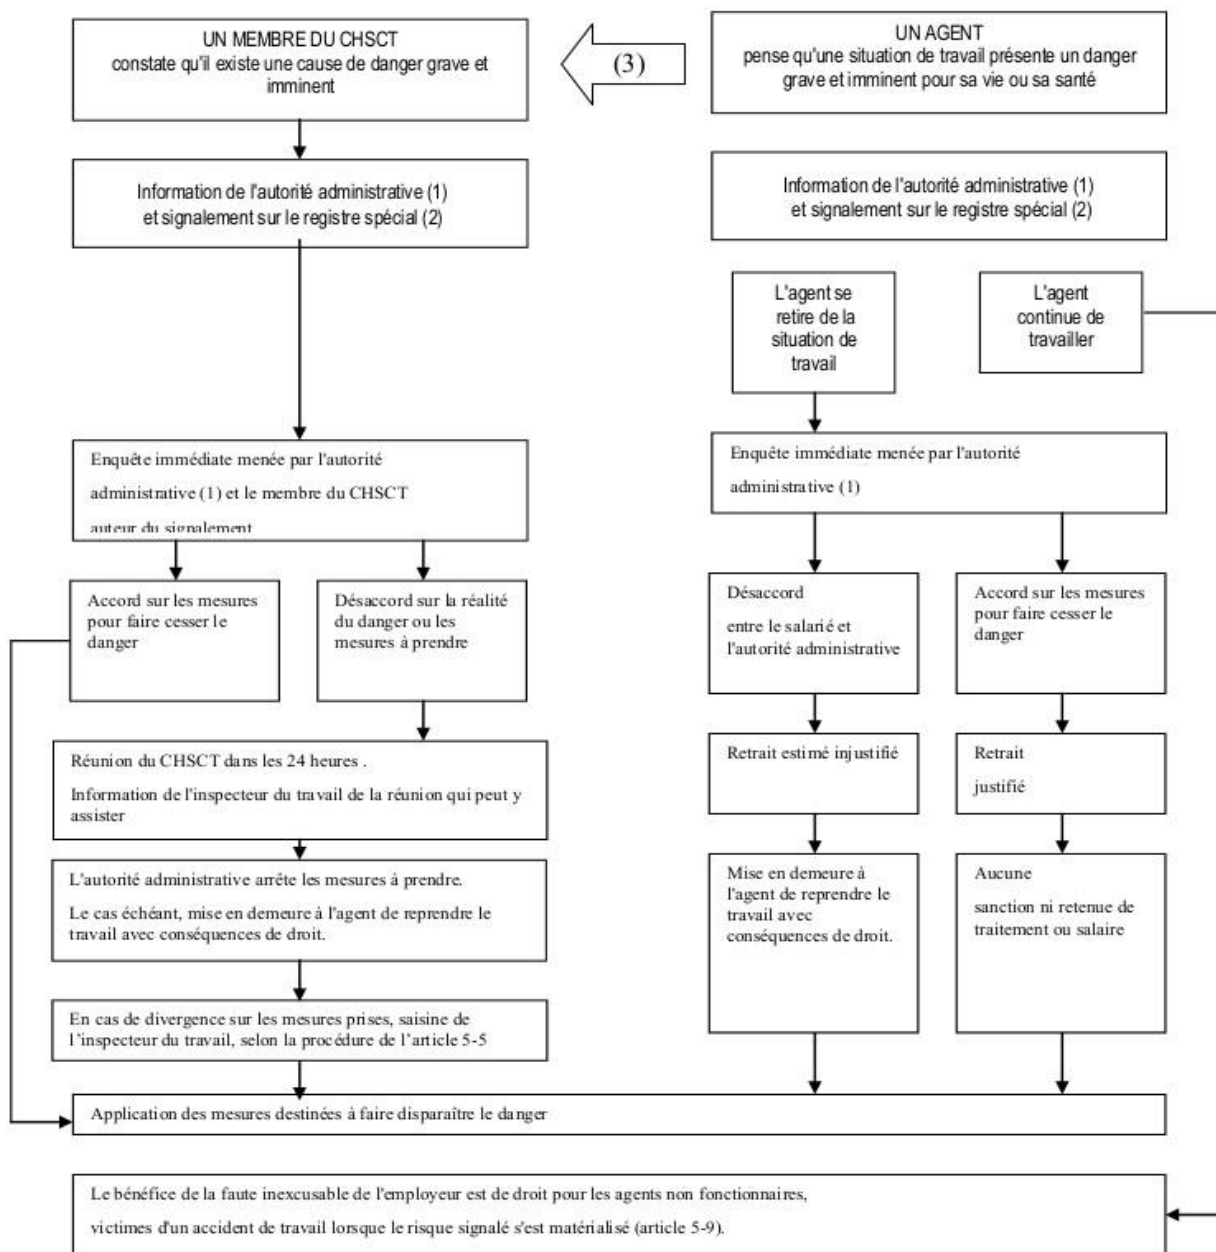 UN MEMBRE DU CHSCT
constate qu'il existe une cause de danger grave et
imminent
(3)
UN AGENT
pense qu'une situation de travail présente un danger
grave et imminent pour sa vie ou sa santé
Information de l'autorité administrative (1)
et signalement sur le registre spécial (2)
Information de l'autorité administrative (1)
et signalement sur le registre spécial (2)
L'agent se
retire de la
situation de
travail
L'agent
continue de
travailler
Enquête immédiate menée par l'autorité
administrative (1) et le membre du CHSCT
auteur du signalement
Enquête immédiate menée par l'autorité
administrative (1)
Accord sur les mesures
pour faire cesser le
danger
Désaccord sur la réalité
du danger ou les
mesures à prendre
Désaccord
entre le salarié et
l'autorité administrative
Accord sur les mesures
pour faire cesser le
danger
Réunion du CHSCT dans les 24 heures .
Information de l'inspecteur du travail de la réunion qui peut y
assister
Retrait estimé injustifié
Retrait
justifié
L'autorité administrative arrête les mesures à prendre.
Le cas échéant, mise en demeure à l'agent de reprendre le
travail avec conséquences de droit.
Mise en demeure à
l'agent de reprendre le
travail avec
conséquences de droit.
Aucune
sanction ni retenue de
traitement ou salaire
En cas de divergence sur les mesures prises, saisine de
l'inspecteur du travail, selon la procédure de l'article 5-5
Application des mesures destinées à faire disparaître le danger
Le bénéfice de la faute inexcusable de l'employeur est de droit pour les agents non fonctionnaires,
victimes d'un accident de travail lorsque le risque signalé s'est matérialisé (article 5-9).